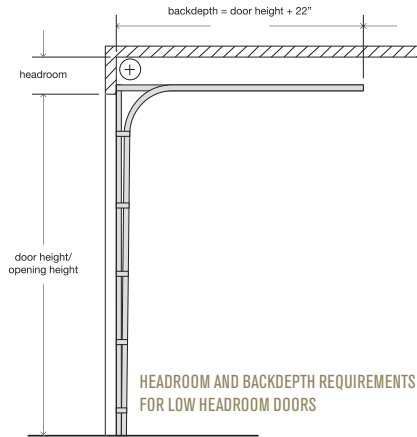 backdepth = door height + 22”
headroom
door height/
opening height
HEADROOM AND BACKDEPTH REQUIREMENTS
FOR LOW HEADROOM DOORS